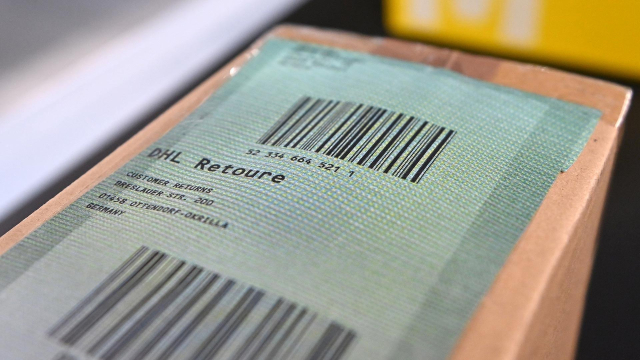 52 334 664 521 1
DHL Retoure
CUSTOMER RETURNS
BRESLAUER-STR. 200
01458 OTTENDORF-OKRILLA
GERMANY